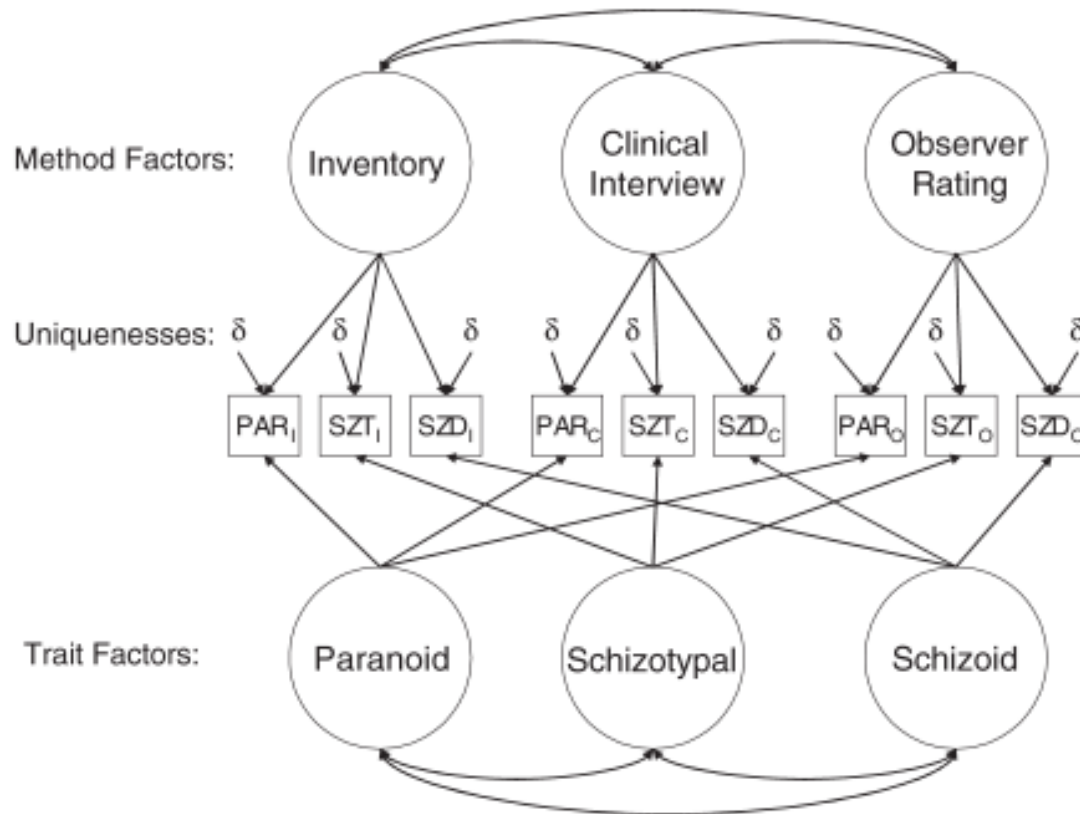 Method Factors:
Inventory
Clinical
Interview
Observer
Rating
Uniquenesses:
δ δ δ δ δ δ δ δ δ
PAR_I SZT_I SZD_I PAR_C SZT_C SZD_C PAR_O SZT_O SZD_O
Trait Factors:
Paranoid
Schizotypal
Schizoid